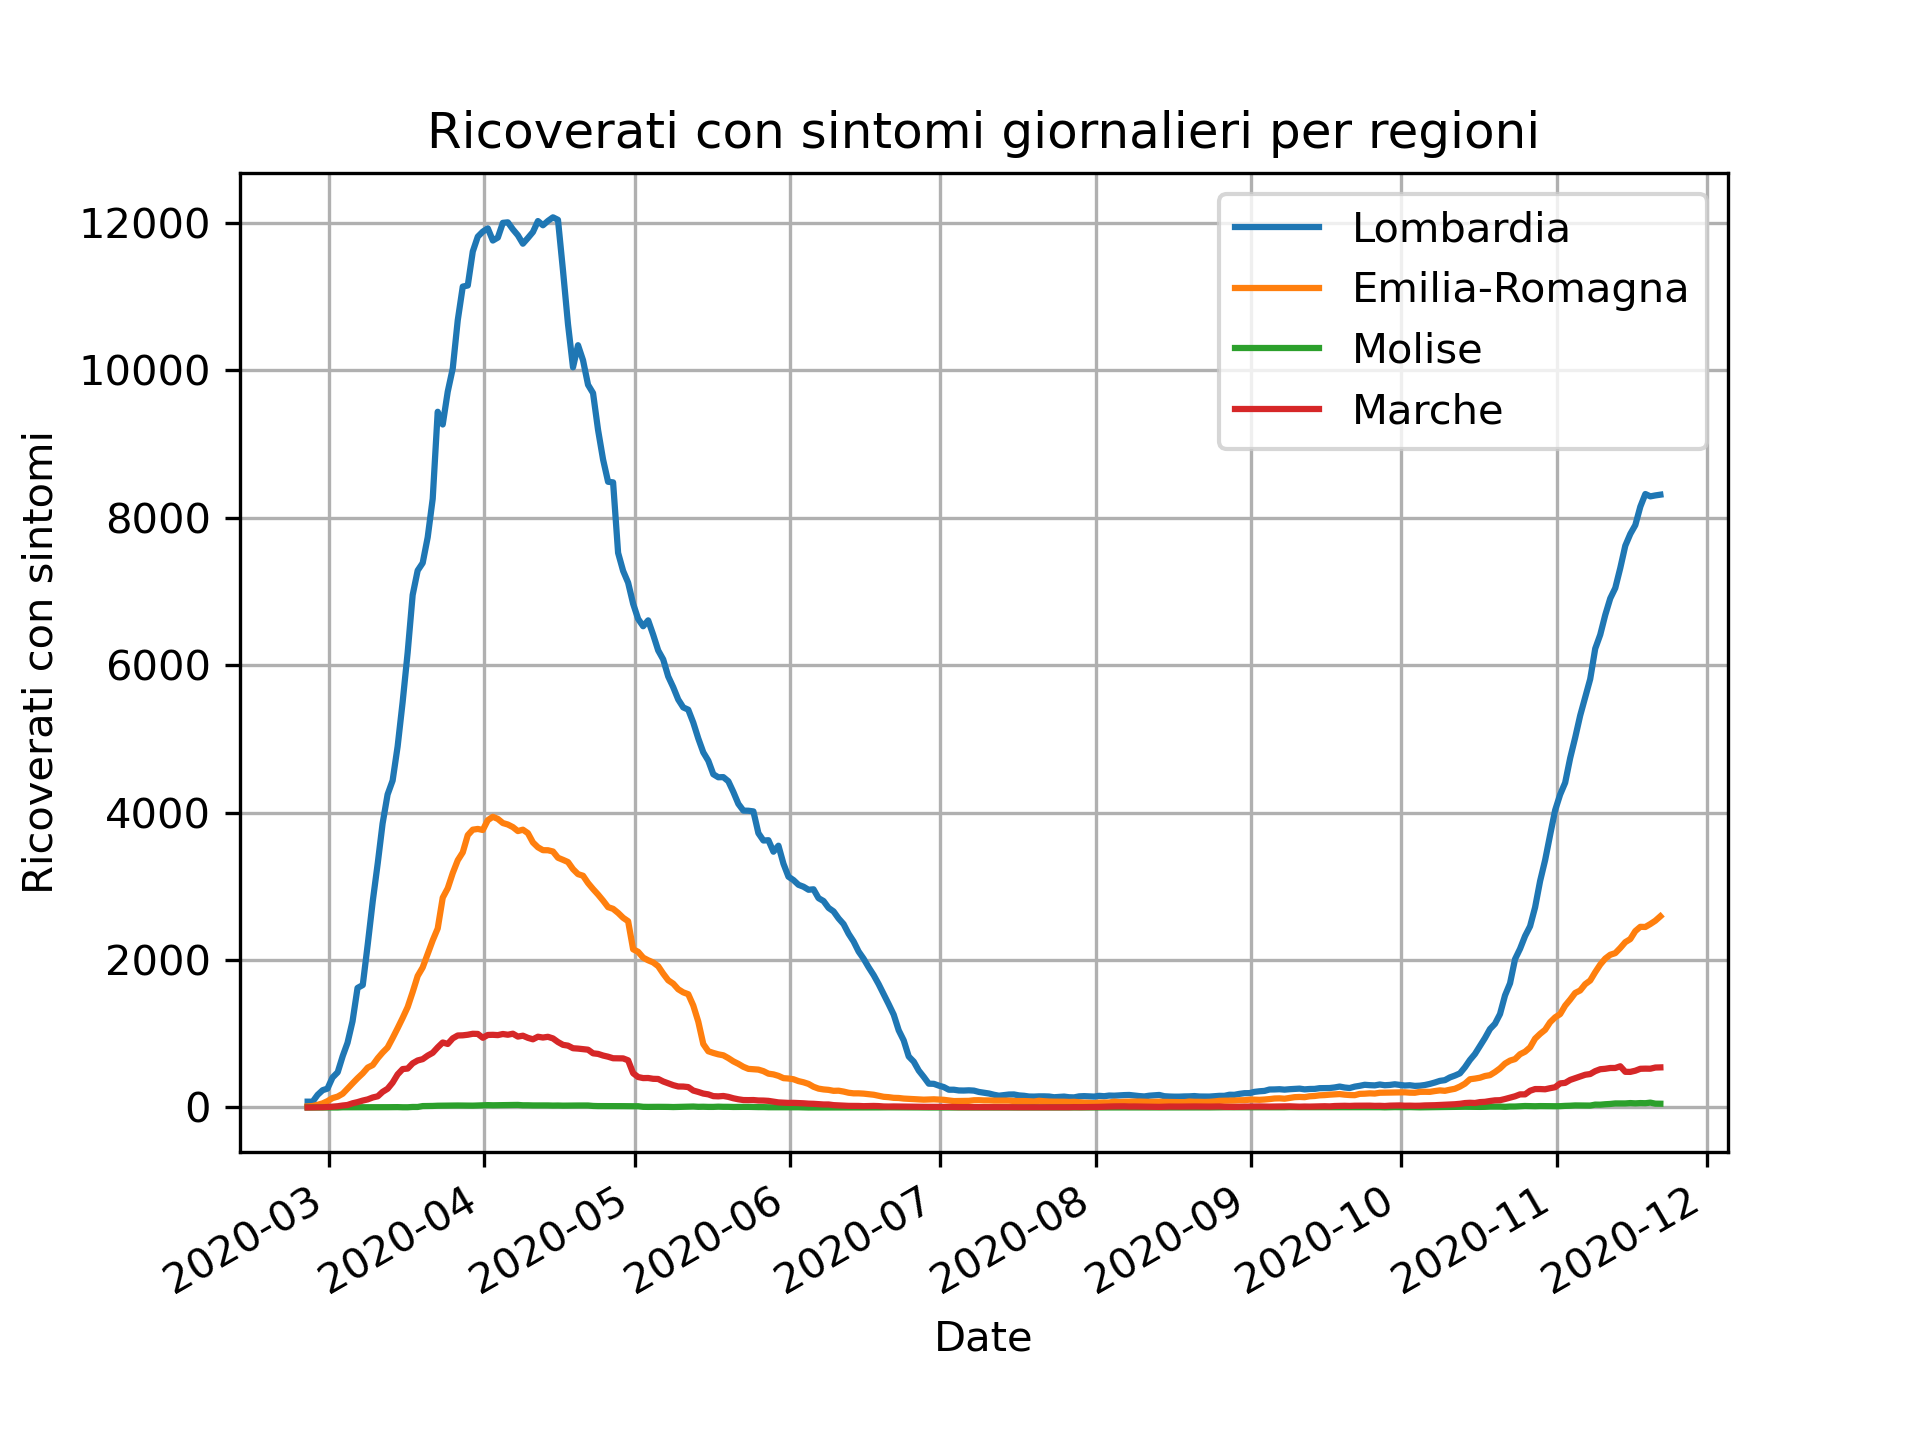 Ricoverati con sintomi giornalieri per regioni
12000
10000
8000
6000
4000
2000
0
Ricoverati con sintomi
Lombardia
Emilia-Romagna
Molise
Marche
2020-03
2020-04
2020-05
2020-06
2020-07
2020-08
2020-09
2020-10
2020-11
2020-12
Date